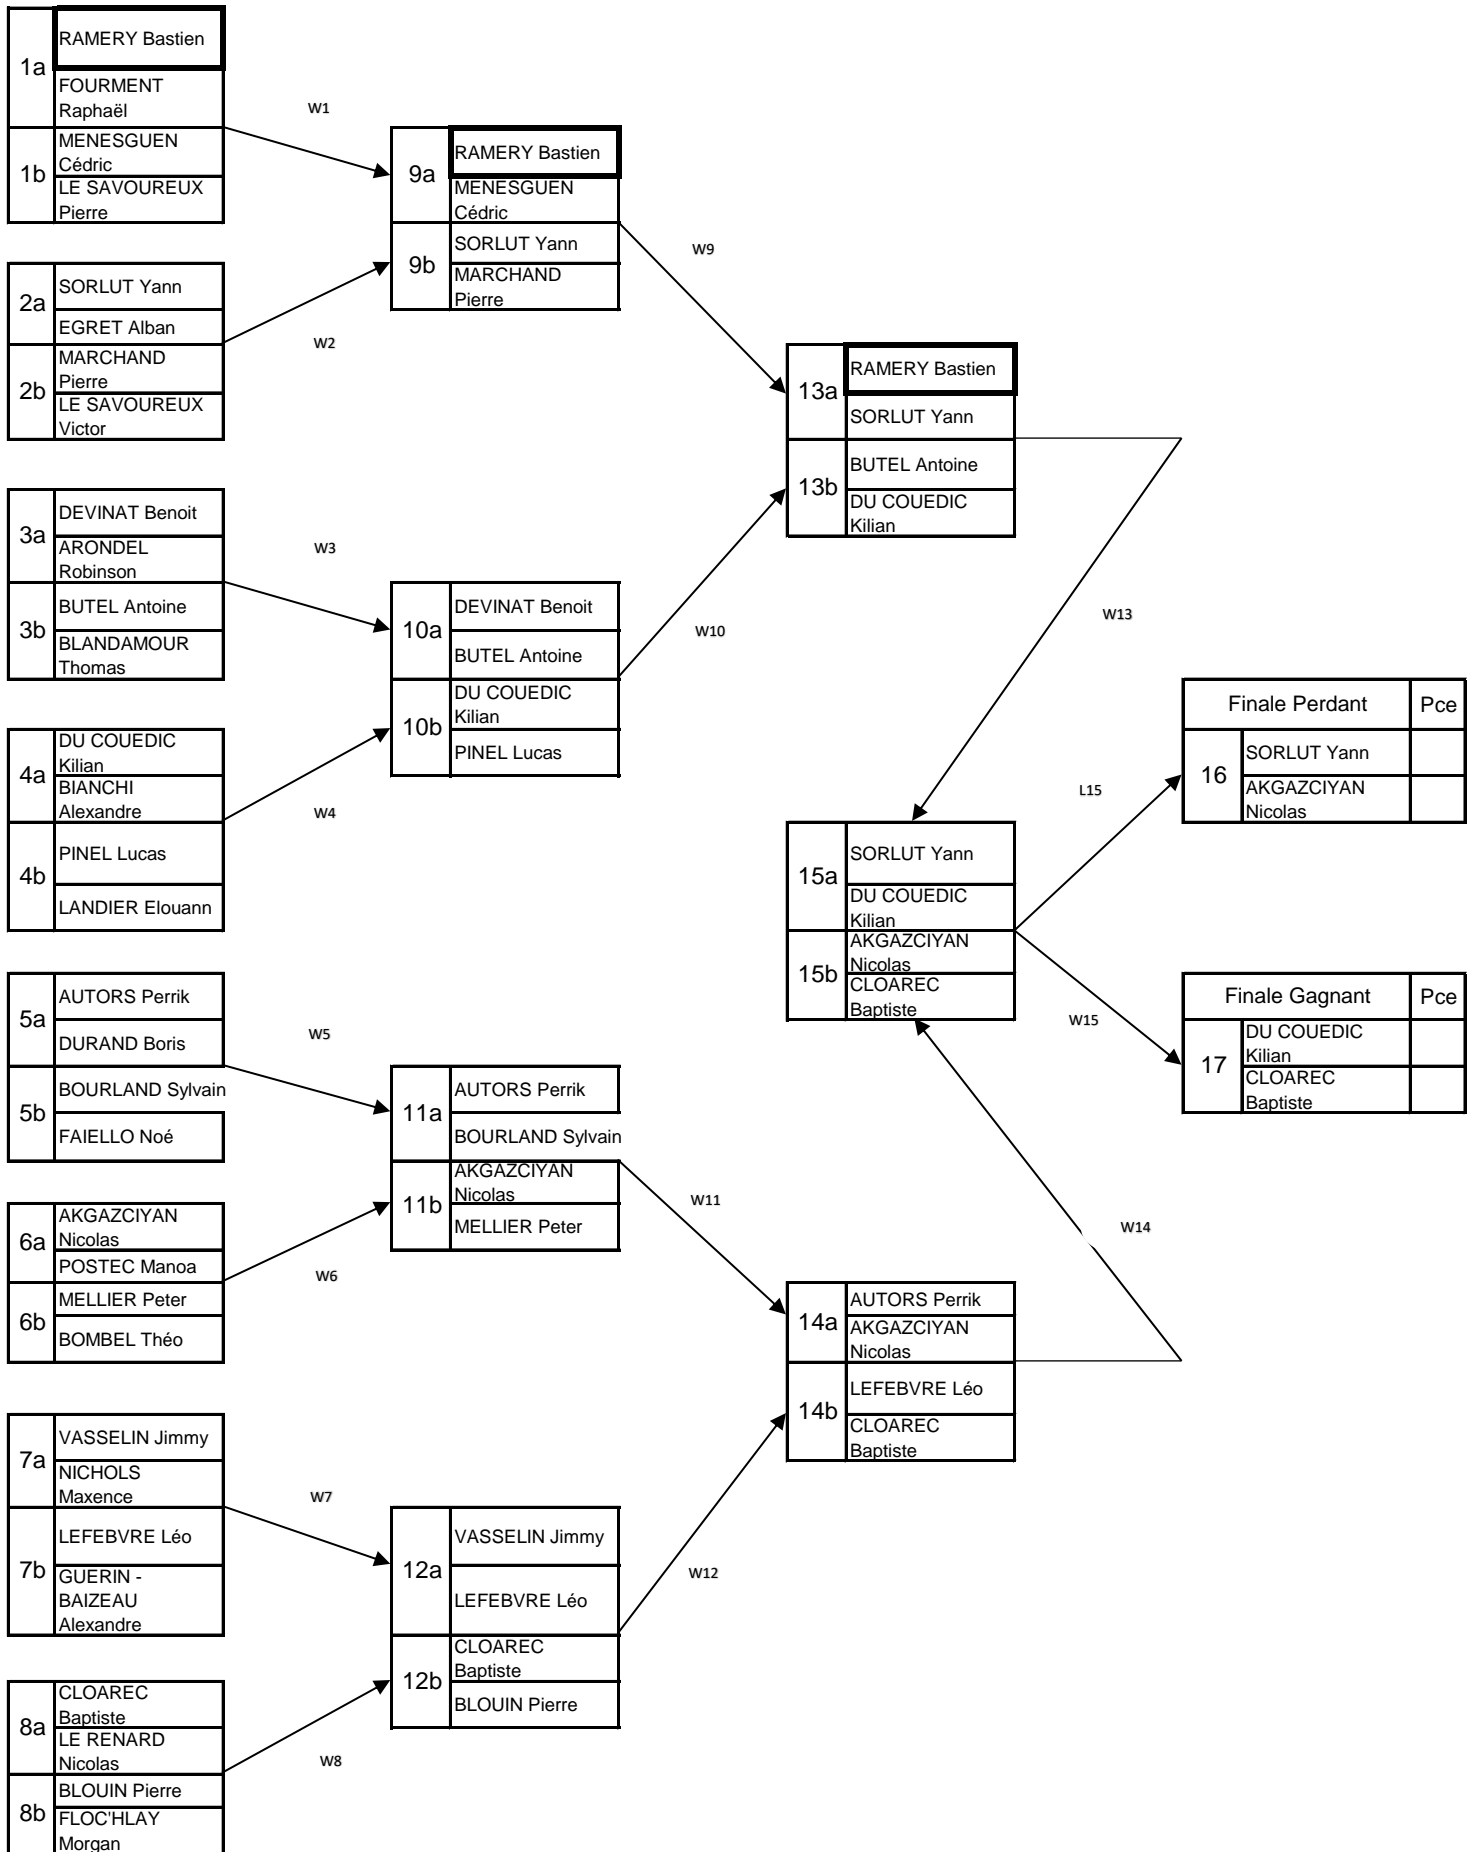 1a
RAMERY Bastien
FOURMENT
Raphaël
1b
MENESGUEN
Cédric
LE SAVOUREUX
Pierre
W1
2a
SORLUT Yann
EGRET Alban
2b
MARCHAND
Pierre
LE SAVOUREUX
Victor
W2
3a
DEVINAT Benoit
ARONDEL
Robinson
3b
BUTEL Antoine
BLANDAMOUR
Thomas
W3
4a
DU COUEDIC
Kilian
BIANCHI
Alexandre
4b
PINEL Lucas
LANDIER Elouann
W4
5a
AUTORS Perrik
DURAND Boris
5b
BOURLAND Sylvain
FAIELLO Noé
W5
6a
AKGAZCIYAN
Nicolas
POSTEC Manoa
6b
MELLIER Peter
BOMBEL Théo
W6
7a
VASSELIN Jimmy
NICHOLS
Maxence
7b
LEFEBVRE Léo
GUERIN -
BAIZEAU
Alexandre
W7
8a
CLOAREC
Baptiste
LE RENARD
Nicolas
8b
BLOUIN Pierre
FLOC'HLAY
Morgan
W8
9a
RAMERY Bastien
MENESGUEN
Cédric
9b
SORLUT Yann
MARCHAND
Pierre
W9
10a
DEVINAT Benoit
BUTEL Antoine
10b
DU COUEDIC
Kilian
PINEL Lucas
W10
11a
AUTORS Perrik
BOURLAND Sylvain
11b
AKGAZCIYAN
Nicolas
MELLIER Peter
W11
12a
VASSELIN Jimmy
LEFEBVRE Léo
12b
CLOAREC
Baptiste
BLOUIN Pierre
W12
13a
RAMERY Bastien
SORLUT Yann
13b
BUTEL Antoine
DU COUEDIC
Kilian
W13
14a
AUTORS Perrik
AKGAZCIYAN
Nicolas
14b
LEFEBVRE Léo
CLOAREC
Baptiste
W14
15a
SORLUT Yann
DU COUEDIC
Kilian
15b
AKGAZCIYAN
Nicolas
CLOAREC
Baptiste
L15
W15
Finale Perdant Pce
16
SORLUT Yann
AKGAZCIYAN
Nicolas
Finale Gagnant Pce
17
DU COUEDIC
Kilian
CLOAREC
Baptiste